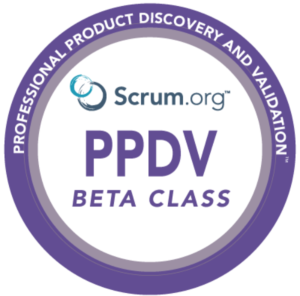 PROFESSIONAL PRODUCT DISCOVERY AND VALIDATION™
Scrum.org™
PPDV
BETA CLASS